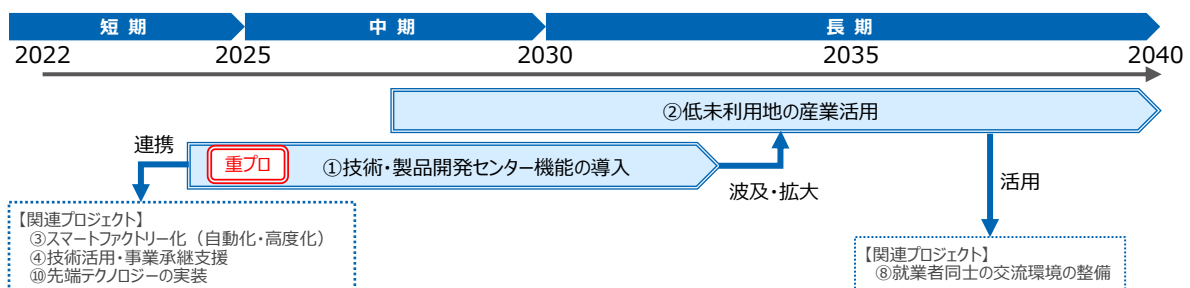 短期
中期
長期
2022
2025
2030
2035
2040
②低未利用地の産業活用
連携
重プロ
①技術・製品開発センター機能の導入
波及・拡大
活用
【関連プロジェクト】
③スマートファクトリー化（自動化・高度化）
④技術活用・事業承継支援
⑩先端テクノロジーの実装
【関連プロジェクト】
⑧就業者同士の交流環境の整備